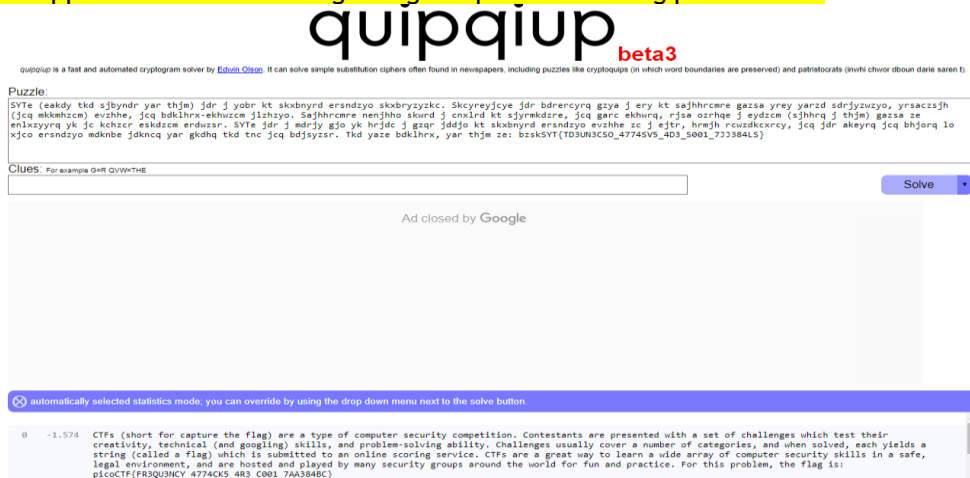 quipqiup
beta3
quipqiup is a fast and automated cryptogram solver by Edwin Olson. It can solve simple substitution ciphers often found in newspapers, including puzzles like cryptoquips (in which word boundaries are preserved) and patristocrats (inwhi chwor dboun darie saren t).
Puzzle:
SYTe (eakdy tkd sjbyndr yar thjm) jdr j yobr kt skxbnyrd ersndzyo skxbryzyzkc. Skcyreyjcye jdr bdrercyrq gzya j ery kt sajhhrcmre gazsa yrey yarzd sdrjyzwzyo, yrsaczsjh
(jcq mkkmhzcm) evzhhe, jcq bdklhrx-ekhwzcm jlzhzyo. Sajhhrcmre nenjhho skwrd j cnxlrd kt sjyrmkdzre, jcq garc ekhwrq, rjsa ozrhqe j eydzcm (sjhhrq j thjm) gazsa ze
enlxzyyrq yk jc kchzcr eskdzcm erdwzsr. SYTe jdr j mdrjy gjo yk hrjdc j gzqr jddjo kt skxbnyrd ersndzyo evzhhe zc j ejtr, hrmjh rcwzdkcxrcy, jcq jdr akeyrq jcq bhjorq lo
xjco ersndzyo mdknbe jdkncq yar gkdhq tkd tnc jcq bdjsyzsr. Tkd yaze bdklhrx, yar thjm ze: bzskSYT{TD3UN3CSO_4774SV5_4D3_S001_7JJ384LS}
Clues: For example G=R QVW=THE
Solve
Ad closed by Google
automatically selected statistics mode; you can override by using the drop down menu next to the solve button.
0 -1.574 CTFs (short for capture the flag) are a type of computer security competition. Contestants are presented with a set of challenges which test their
creativity, technical (and googling) skills, and problem-solving ability. Challenges usually cover a number of categories, and when solved, each yields a
string (called a flag) which is submitted to an online scoring service. CTFs are a great way to learn a wide array of computer security skills in a safe,
legal environment, and are hosted and played by many security groups around the world for fun and practice. For this problem, the flag is:
picoCTF{FR3QU3NCY_4774CK5_4R3_C001_7AA384BC}